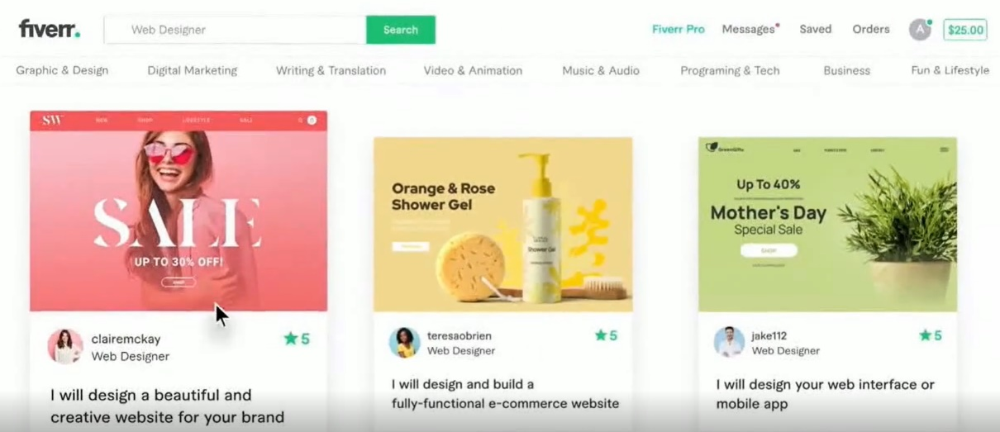 fiverr.
Web Designer
Search
Fiverr Pro
Messages
Saved
Orders
A
$25.00
Graphic & Design
Digital Marketing
Writing & Translation
Video & Animation
Music & Audio
Programing & Tech
Business
Fun & Lifestyle
SW
NEW
SHOP
LIFESTYLE
SALE
SALE
UP TO 30% OFF!
SHOP
clairemckay
5
Web Designer
I will design a beautiful and
creative website for your brand
Orange & Rose
Shower Gel
Shower Gel
teresaobrien
5
Web Designer
I will design and build a
fully-functional e-commerce website
GreenGifts
Up To 40%
Mother's Day
Special Sale
SHOP
jake112
5
Web Designer
I will design your web interface or
mobile app